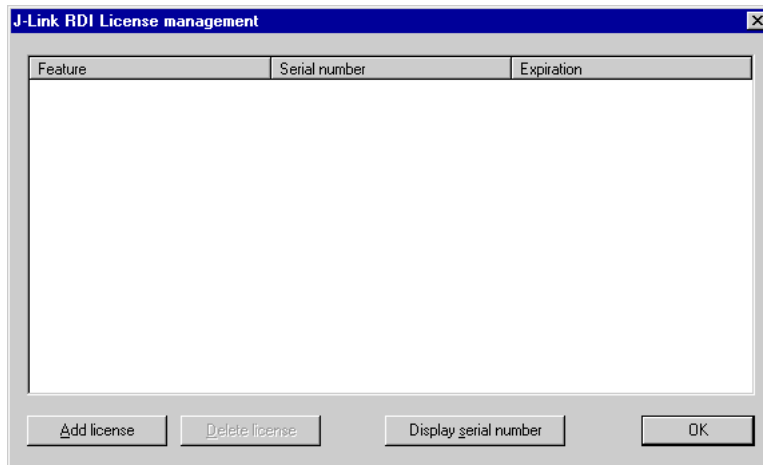 J-Link RDI License management
Feature Serial number Expiration
Add license Delete license Display serial number OK